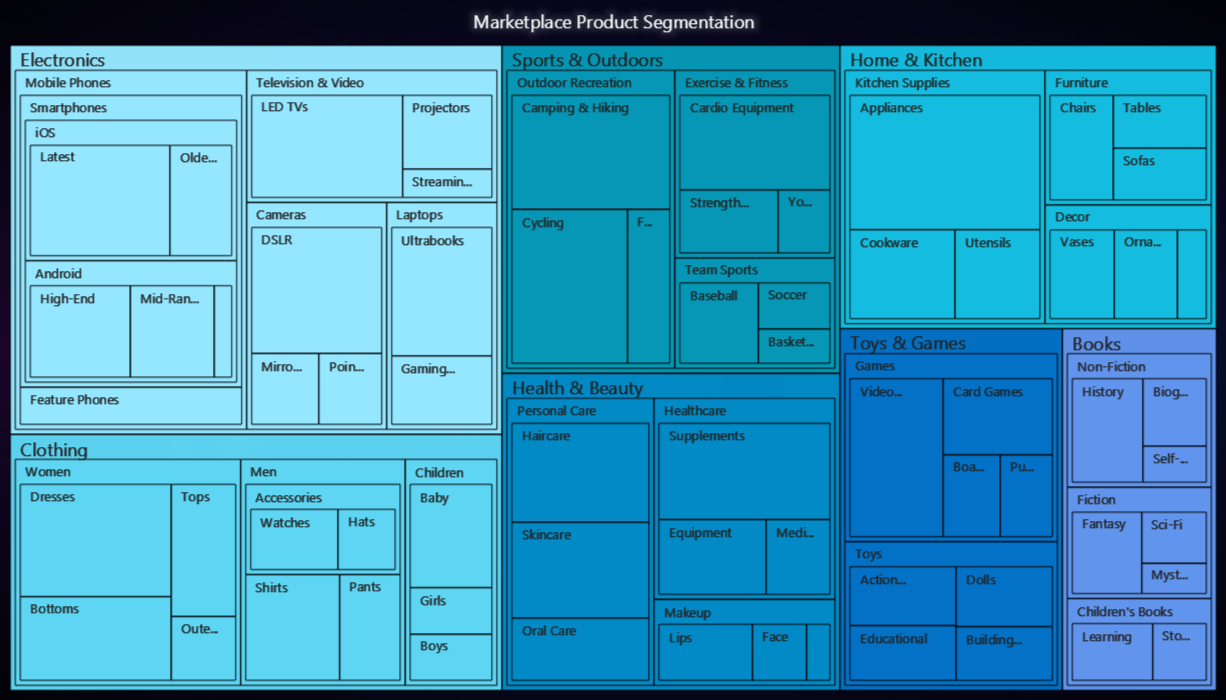 Marketplace Product Segmentation
Electronics
Mobile Phones
Smartphones
iOS
Latest
Olde...
Android
High-End
Mid-Ran...
Feature Phones
Television & Video
LED TVs
Projectors
Streamin...
Cameras
DSLR
Mirro...
Poin...
Laptops
Ultrabooks
Gaming...
Clothing
Women
Dresses
Tops
Bottoms
Oute...
Men
Accessories
Watches
Hats
Shirts
Pants
Children
Baby
Girls
Boys
Sports & Outdoors
Outdoor Recreation
Camping & Hiking
Cycling
F...
Exercise & Fitness
Cardio Equipment
Strength...
Yo...
Team Sports
Baseball
Soccer
Basket...
Health & Beauty
Personal Care
Haircare
Skincare
Oral Care
Healthcare
Supplements
Equipment
Medi...
Makeup
Lips
Face
Home & Kitchen
Kitchen Supplies
Appliances
Cookware
Utensils
Furniture
Chairs
Tables
Sofas
Decor
Vases
Orna...
Toys & Games
Games
Video...
Card Games
Boa...
Pu...
Toys
Action...
Dolls
Educational
Building...
Books
Non-Fiction
History
Biog...
Self-...
Fiction
Fantasy
Sci-Fi
Myst...
Children's Books
Learning
Sto...